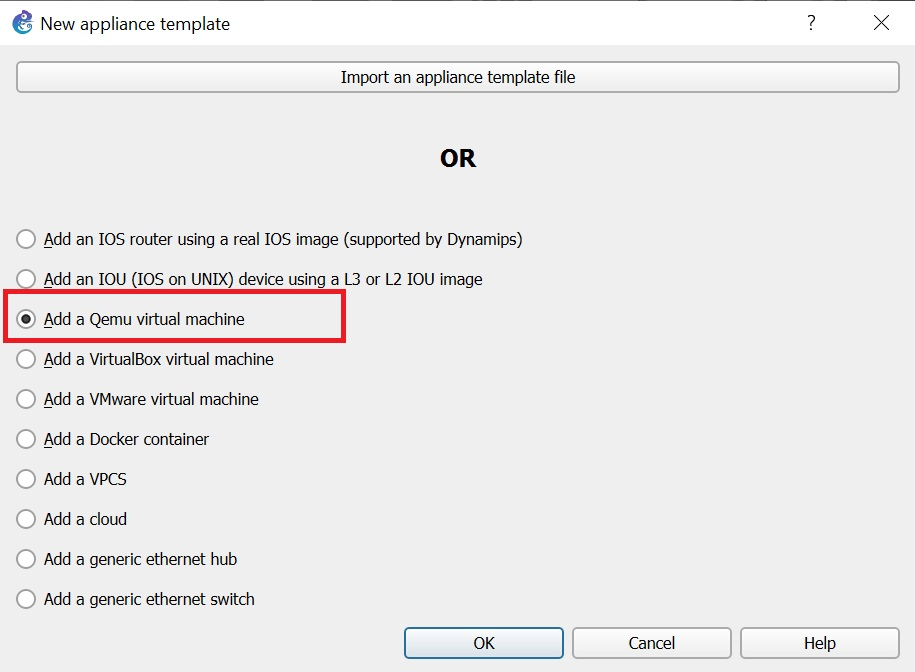 New appliance template
?
Import an appliance template file
OR
Add an IOS router using a real IOS image (supported by Dynamips)
Add an IOU (IOS on UNIX) device using a L3 or L2 IOU image
Add a Qemu virtual machine
Add a VirtualBox virtual machine
Add a VMware virtual machine
Add a Docker container
Add a VPCS
Add a cloud
Add a generic ethernet hub
Add a generic ethernet switch
OK Cancel Help